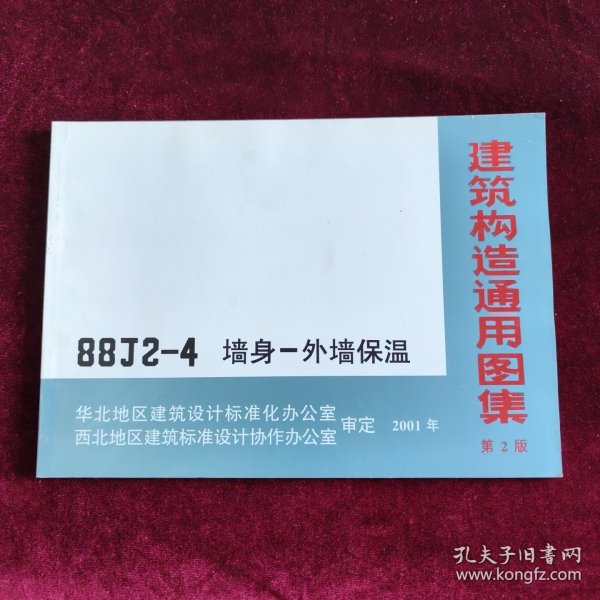 建筑构造通用图集
第2版
88J2-4 墙身-外墙保温
华北地区建筑设计标准化办公室
西北地区建筑标准设计协作办公室
审定 2001年
孔夫子旧书网
www.kongfz.com